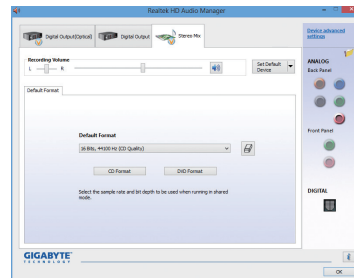 Realtek HD Audio Manager
Digital Output(Optical)
Digital Output
Stereo Mix
Device advanced
settings
Recording Volume
L
R
Set Default
Device
ANALOG
Back Panel
Default Format
Default Format
16 Bits, 44100 Hz (CD Quality)
CD Format
DVD Format
Select the sample rate and bit depth to be used when running in shared
mode.
Front Panel
DIGITAL
GIGABYTE
TECHNOLOGY
OK